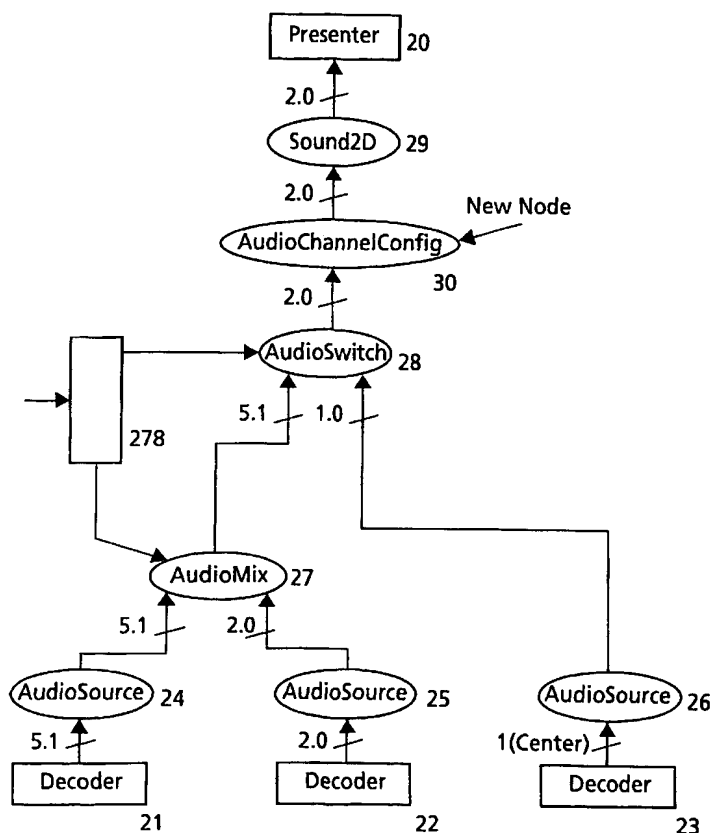 Presenter 20
2.0
Sound2D 29
2.0
New Node
AudioChannelConfig
30
2.0
AudioSwitch 28
5.1 1.0
278
AudioMix 27
5.1 2.0
AudioSource 24 AudioSource 25 AudioSource 26
5.1 2.0 1(Center)
Decoder Decoder Decoder
21 22 23